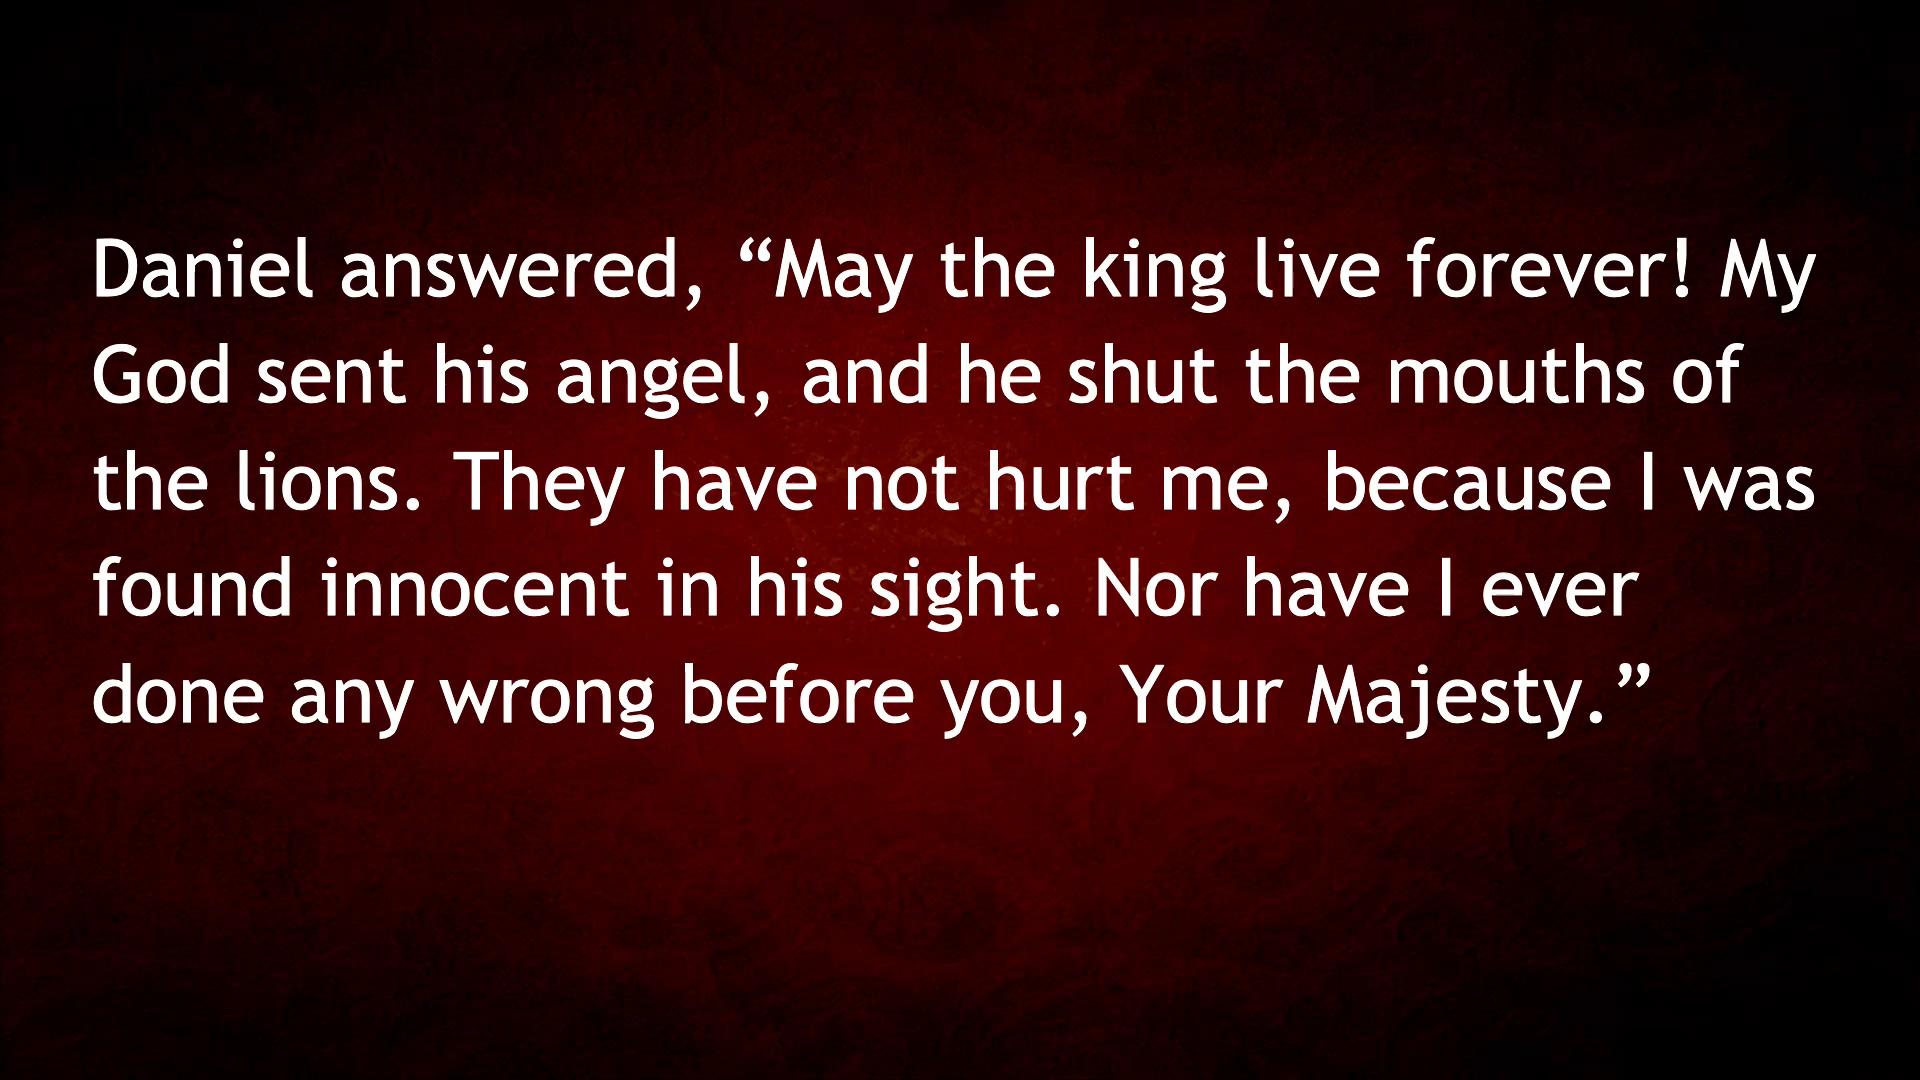 Daniel answered, “May the king live forever! My
God sent his angel, and he shut the mouths of
the lions. They have not hurt me, because I was
found innocent in his sight. Nor have I ever
done any wrong before you, Your Majesty.”